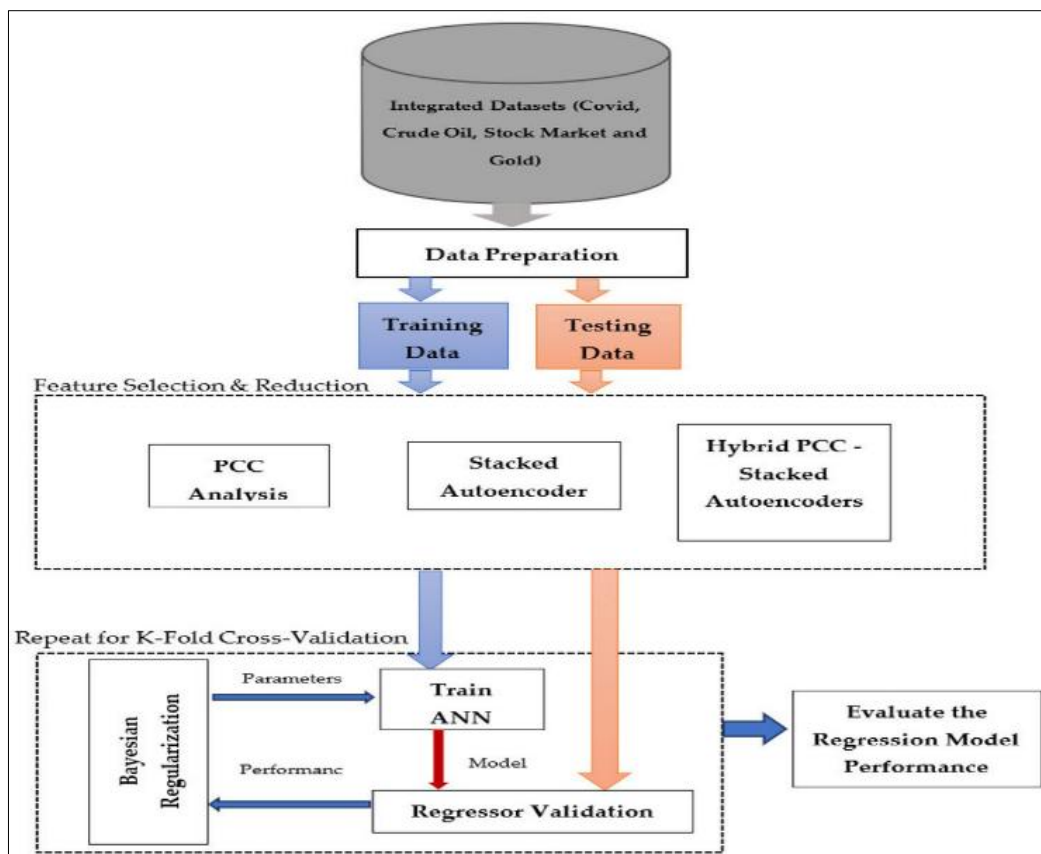 Integrated Datasets (Covid,
Crude Oil, Stock Market and
Gold)
Data Preparation
Training
Data
Testing
Data
Feature Selection & Reduction
PCC
Analysis
Stacked
Autoencoder
Hybrid PCC -
Stacked
Autoencoders
Repeat for K-Fold Cross-Validation
Bayesian
Regularization
Parameters
Train
ANN
Performanc
Model
Regressor Validation
Evaluate the
Regression Model
Performance